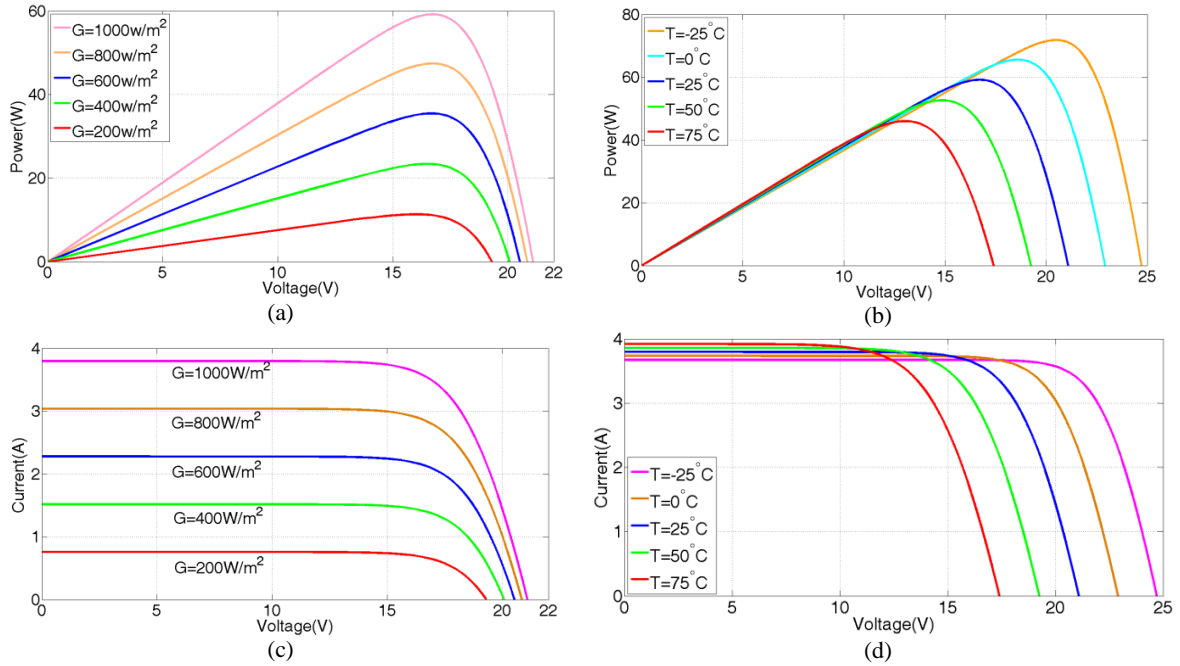 60
40
20
0
Power(W)
G=1000w/m²
G=800w/m²
G=600w/m²
G=400w/m²
G=200w/m²
0 5 10 15 20 22
Voltage(V)
(a)
80
60
40
20
0
Power(W)
T=-25°C
T=0°C
T=25°C
T=50°C
T=75°C
0 5 10 15 20 25
Voltage(V)
(b)
4
3
2
1
0
Current(A)
G=1000W/m²
G=800W/m²
G=600W/m²
G=400W/m²
G=200W/m²
0 5 10 15 20 22
Voltage(V)
(c)
4
3
2
1
0
Current(A)
T=-25°C
T=0°C
T=25°C
T=50°C
T=75°C
0 5 10 15 20 25
Voltage(V)
(d)